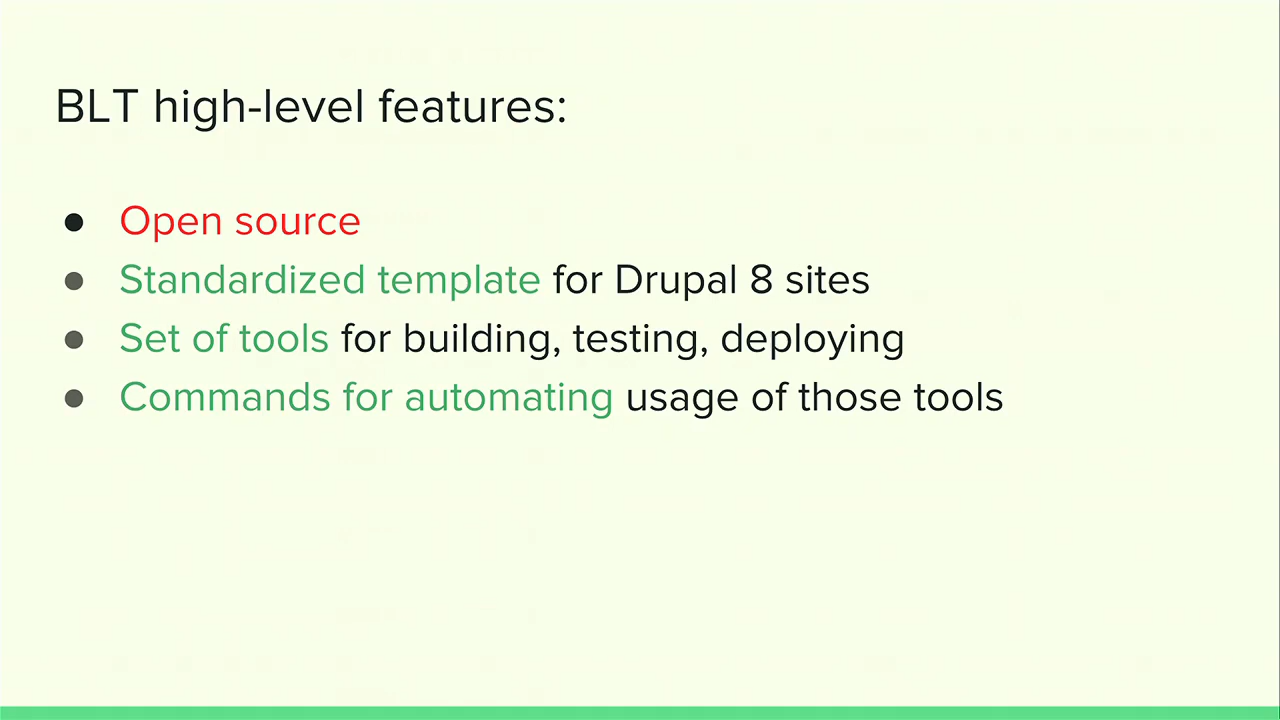 BLT high-level features:
● Open source
● Standardized template for Drupal 8 sites
● Set of tools for building, testing, deploying
● Commands for automating usage of those tools